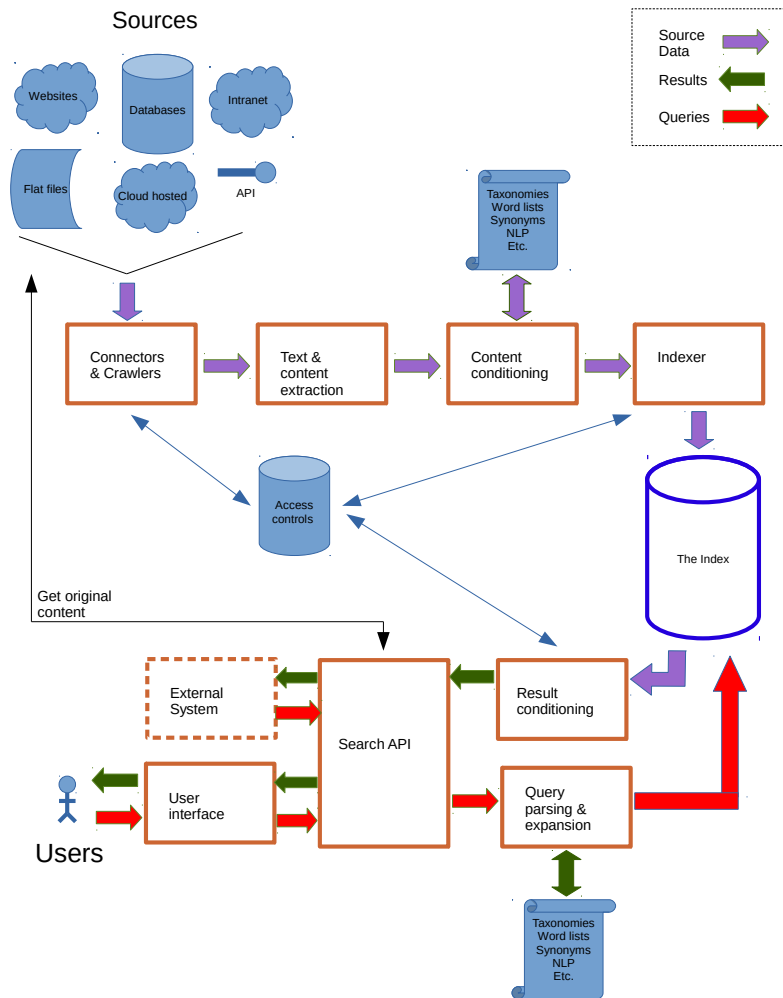 Sources
Source
Data
Results
Queries
Websites
Databases
Intranet
Flat files
Cloud hosted
API
Taxonomies
Word lists
Synonyms
NLP
Etc.
Connectors
& Crawlers
Text &
content
extraction
Content
conditioning
Indexer
Access
controls
The Index
Get original
content
External
System
Search API
Result
conditioning
User
interface
Query
parsing &
expansion
Users
Taxonomies
Word lists
Synonyms
NLP
Etc.